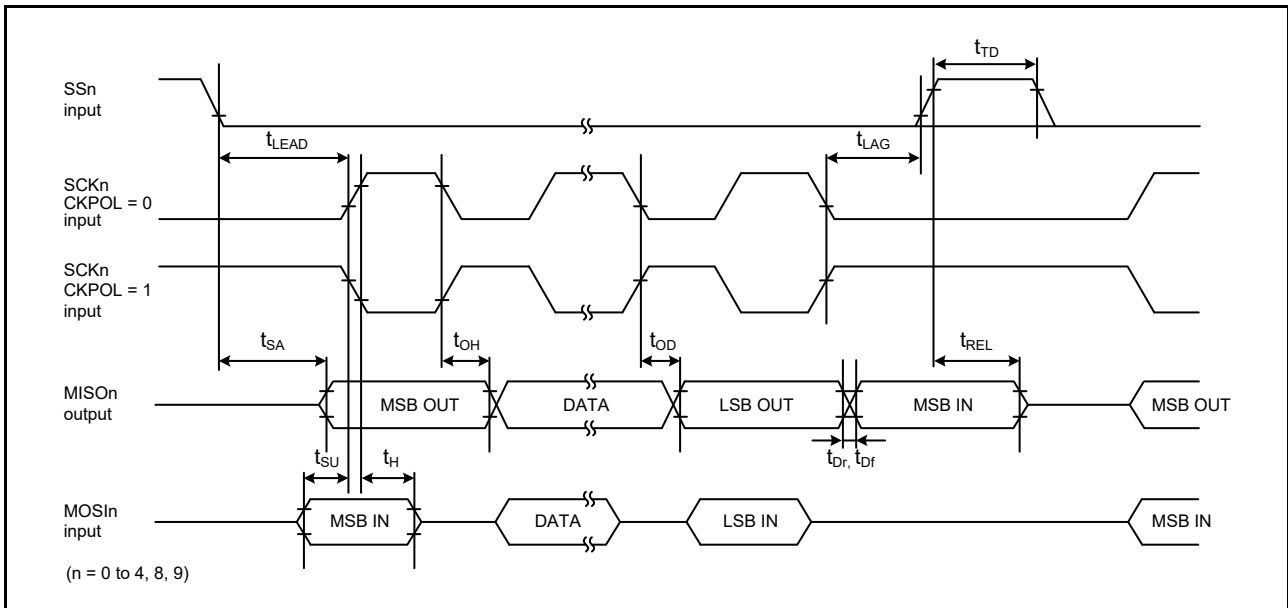 tTD
SSn
input
tLEAD
tLAG
SCKn
CKPOL = 0
input
SCKn
CKPOL = 1
input
tSA
tOH
tOD
tREL
MISOn
output
MSB OUT
DATA
LSB OUT
MSB IN
MSB OUT
tSU
tH
tDr, tDf
MOSIn
input
MSB IN
DATA
LSB IN
MSB IN
(n = 0 to 4, 8, 9)